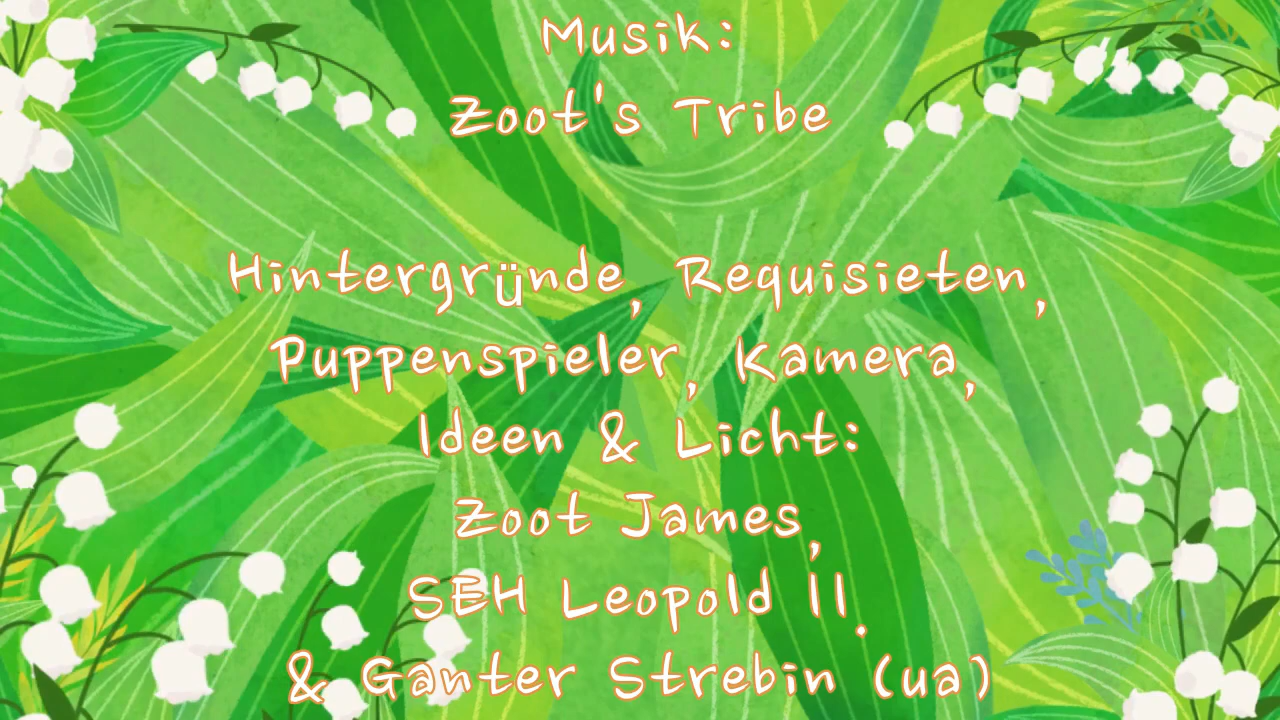 Musik:
Zoot's Tribe
Hintergründe, Requisieten,
Puppenspieler, Kamera,
Ideen & Licht:
Zoot James,
SEH Leopold II.
& Ganter Strebin (ua)